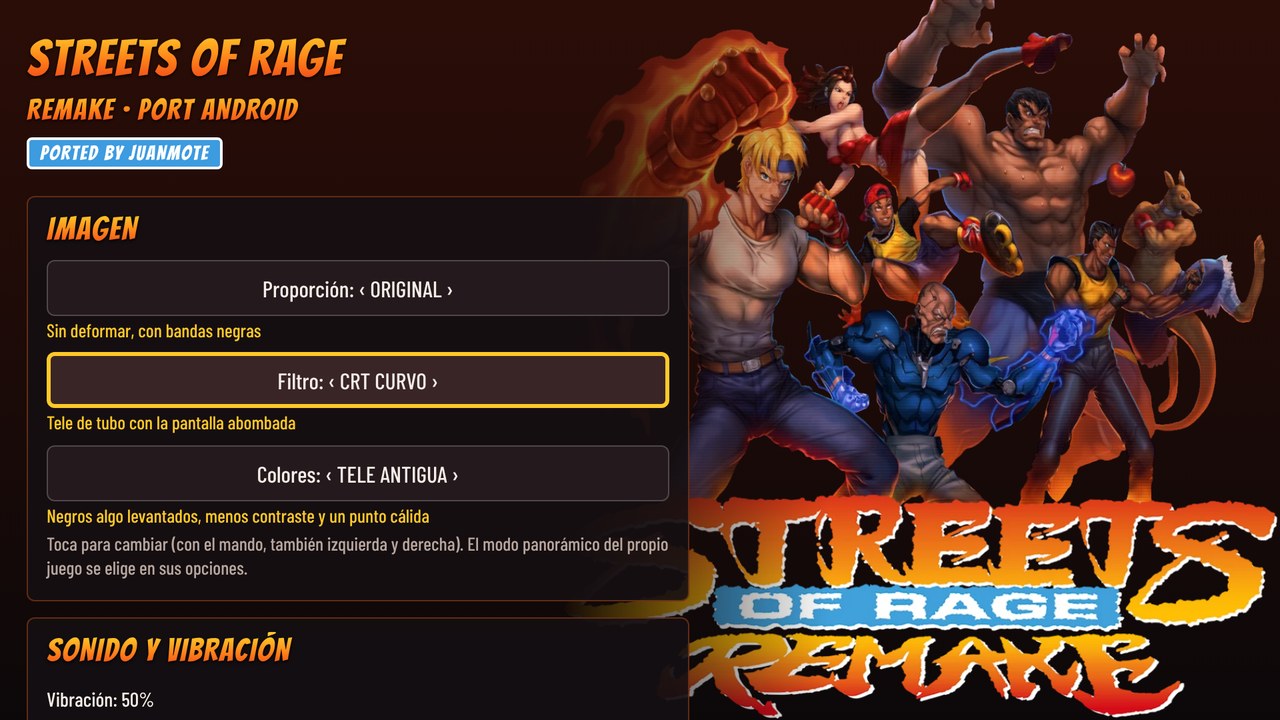 STREETS OF RAGE
REMAKE · PORT ANDROID
PORTED BY JUANMOTE
IMAGEN
Proporción: ‹ ORIGINAL ›
Sin deformar, con bandas negras
Filtro: ‹ CRT CURVO ›
Tele de tubo con la pantalla abombada
Colores: ‹ TELE ANTIGUA ›
Negros algo levantados, menos contraste y un punto cálida
Toca para cambiar (con el mando, también izquierda y derecha). El modo panorámico del propio
juego se elige en sus opciones.
SONIDO Y VIBRACIÓN
Vibración: 50%
STREETS
OF RAGE
REMAKE